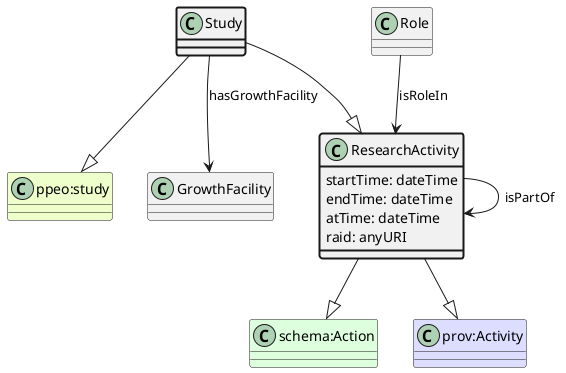 C Study
C Role
hasGrowthFacility
isRoleIn
C ppeo:study
C GrowthFacility
C ResearchActivity
startTime: dateTime
endTime: dateTime
atTime: dateTime
raid: anyURI
isPartOf
C schema:Action
C prov:Activity